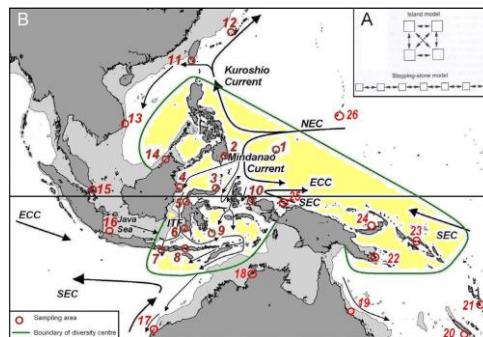 B
A
Island model
Stepping-stone model
12
11
Kuroshio
Current
26
13
NEC
14
2
1
Mindanao
Current
15
4
3
ECC
10
25
SEC
5
ECC
16
Java
Sea
ITF
6
9
24
SEC
23
7
8
22
SEC
18
17
19
21
20
Sampling area
Boundary of diversity centre